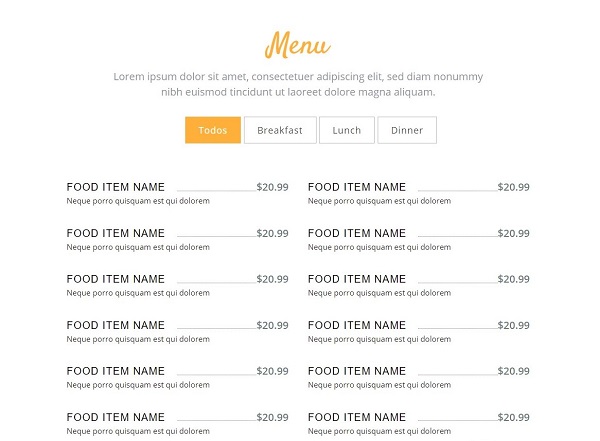 Menu
Lorem ipsum dolor sit amet, consectetuer adipiscing elit, sed diam nonummy
nibh euismod tincidunt ut laoreet dolore magna aliquam.
Todos Breakfast Lunch Dinner
FOOD ITEM NAME $20.99 FOOD ITEM NAME $20.99
Neque porro quisquam est qui dolorem Neque porro quisquam est qui dolorem
FOOD ITEM NAME $20.99 FOOD ITEM NAME $20.99
Neque porro quisquam est qui dolorem Neque porro quisquam est qui dolorem
FOOD ITEM NAME $20.99 FOOD ITEM NAME $20.99
Neque porro quisquam est qui dolorem Neque porro quisquam est qui dolorem
FOOD ITEM NAME $20.99 FOOD ITEM NAME $20.99
Neque porro quisquam est qui dolorem Neque porro quisquam est qui dolorem
FOOD ITEM NAME $20.99 FOOD ITEM NAME $20.99
Neque porro quisquam est qui dolorem Neque porro quisquam est qui dolorem
FOOD ITEM NAME $20.99 FOOD ITEM NAME $20.99
Neque porro quisquam est qui dolorem Neque porro quisquam est qui dolorem